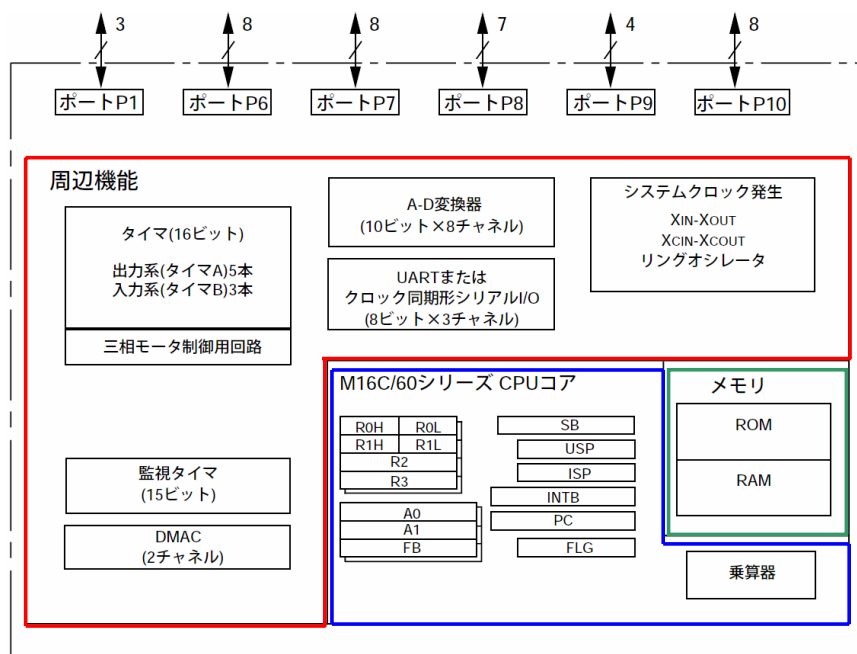 3 8 8 7 4 8
ポートP1 ポートP6 ポートP7 ポートP8 ポートP9 ポートP10
周辺機能
タイマ(16ビット)
出力系(タイマA)5本
入力系(タイマB)3本
三相モータ制御用回路
A-D変換器
(10ビット×8チャネル)
UARTまたは
クロック同期形シリアルI/O
(8ビット×3チャネル)
システムクロック発生
XIN-XOUT
XCIN-XCOUT
リングオシレータ
監視タイマ
(15ビット)
DMAC
(2チャネル)
M16C/60シリーズ CPUコア
R0H R0L
R1H R1L
R2
R3
A0
A1
FB
SB
USP
ISP
INTB
PC
FLG
メモリ
ROM
RAM
乗算器